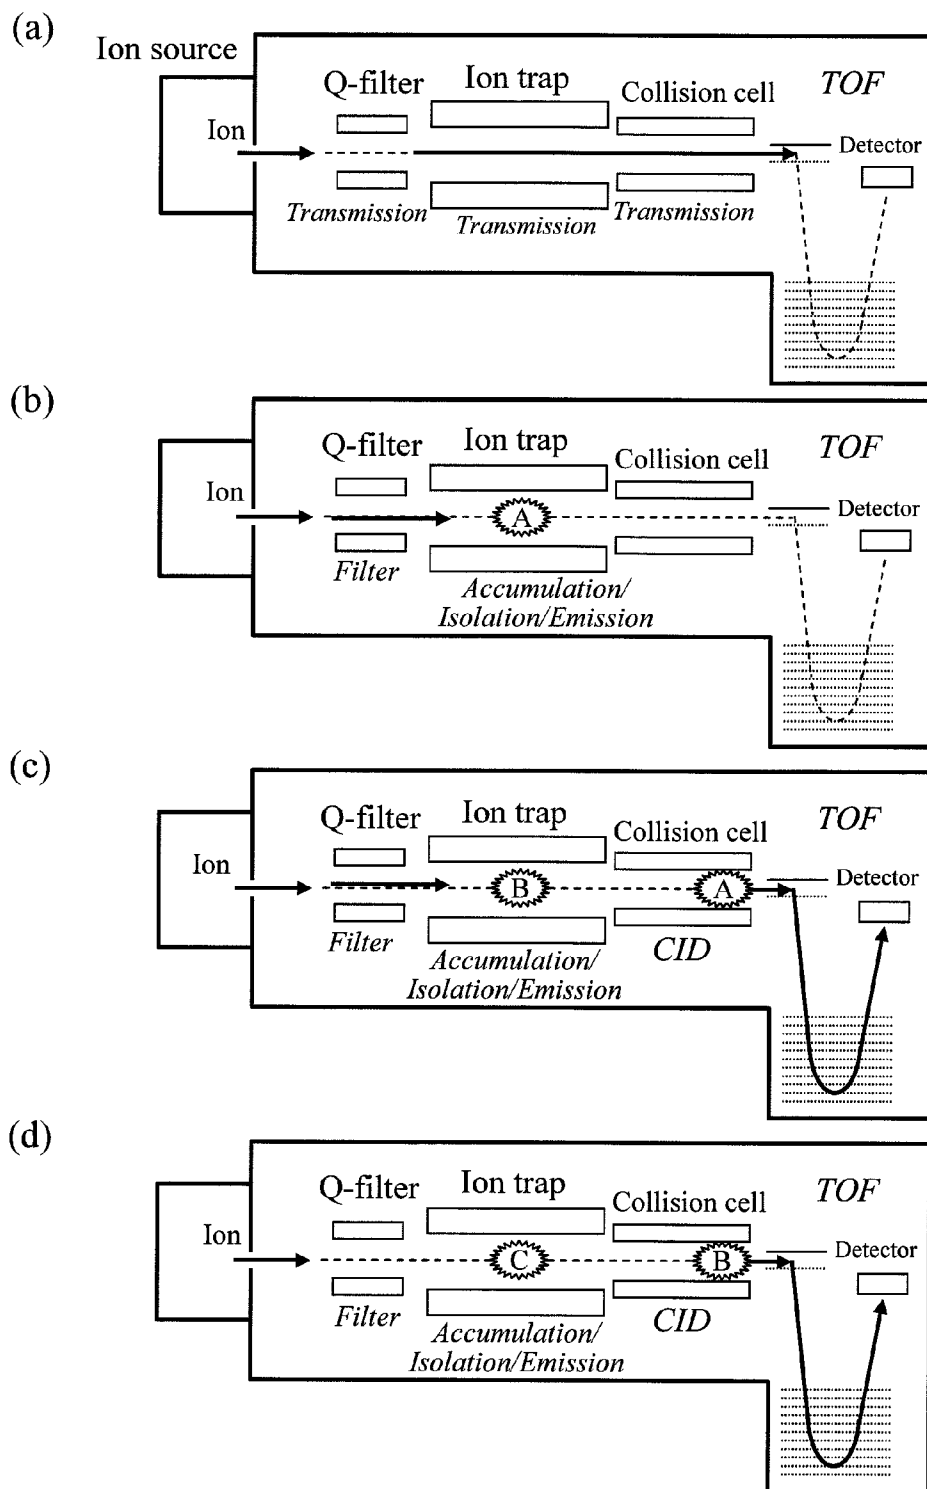 (a)
Ion source
Q-filter
Ion trap
Collision cell
TOF
Ion
Detector
Transmission
Transmission
Transmission
(b)
Q-filter
Ion trap
Collision cell
TOF
Ion
A
Detector
Filter
Accumulation/
Isolation/Emission
(c)
Q-filter
Ion trap
Collision cell
TOF
Ion
B
A
Detector
Filter
Accumulation/
Isolation/Emission
CID
(d)
Q-filter
Ion trap
Collision cell
TOF
Ion
C
B
Detector
Filter
Accumulation/
Isolation/Emission
CID